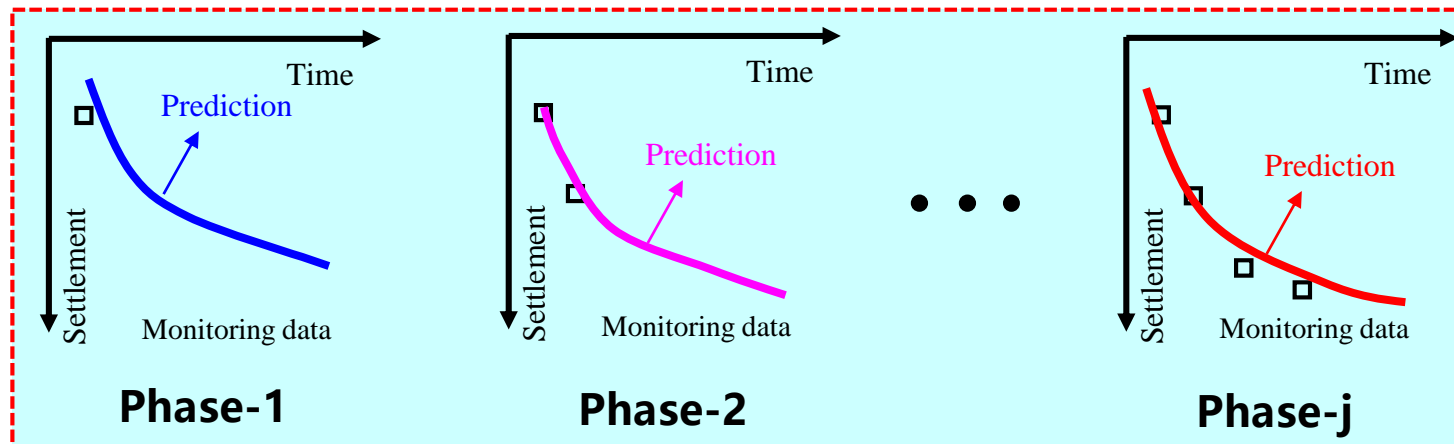 Time
Prediction
Settlement
Monitoring data
Phase-1
Time
Prediction
Settlement
Monitoring data
Phase-2
Time
Prediction
Settlement
Monitoring data
Phase-j